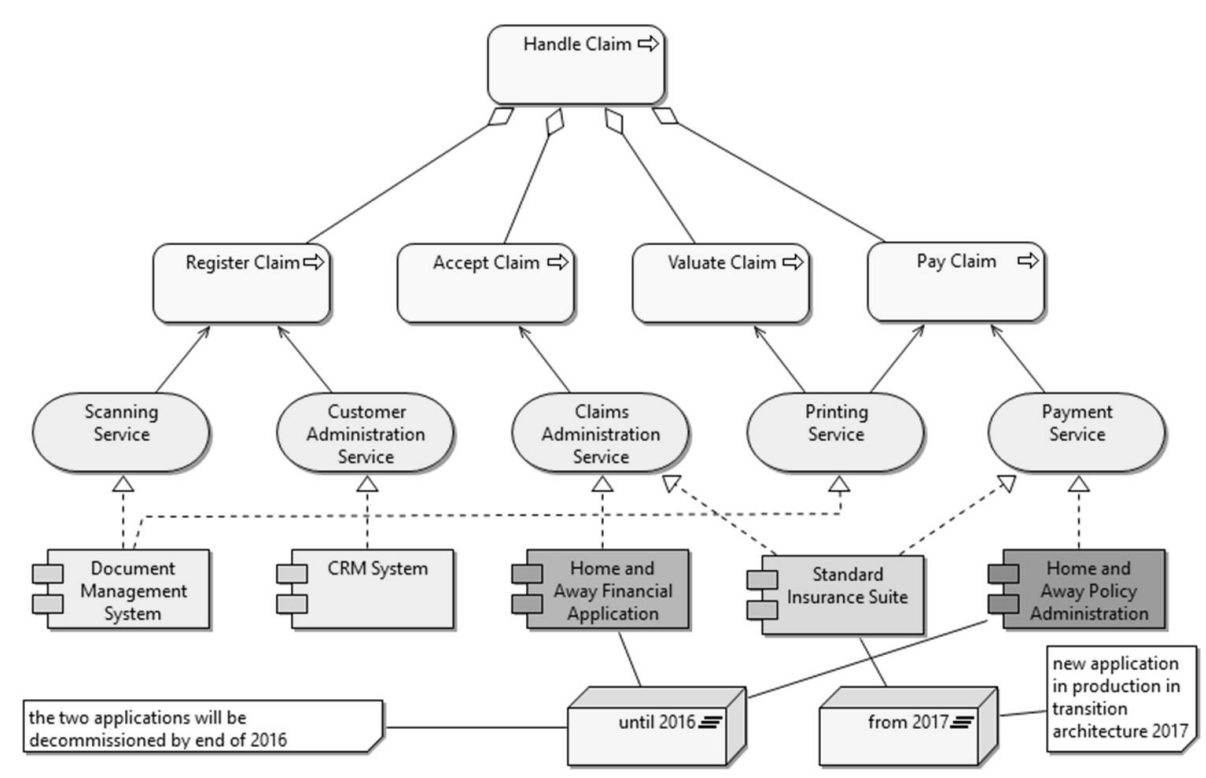 Handle Claim
Register Claim
Accept Claim
Valuate Claim
Pay Claim
Scanning
Service
Customer
Administration
Service
Claims
Administration
Service
Printing
Service
Payment
Service
Document
Management
System
CRM System
Home and
Away Financial
Application
Standard
Insurance Suite
Home and
Away Policy
Administration
the two applications will be
decommissioned by end of 2016
until 2016
from 2017
new application
in production in
transition
architecture 2017